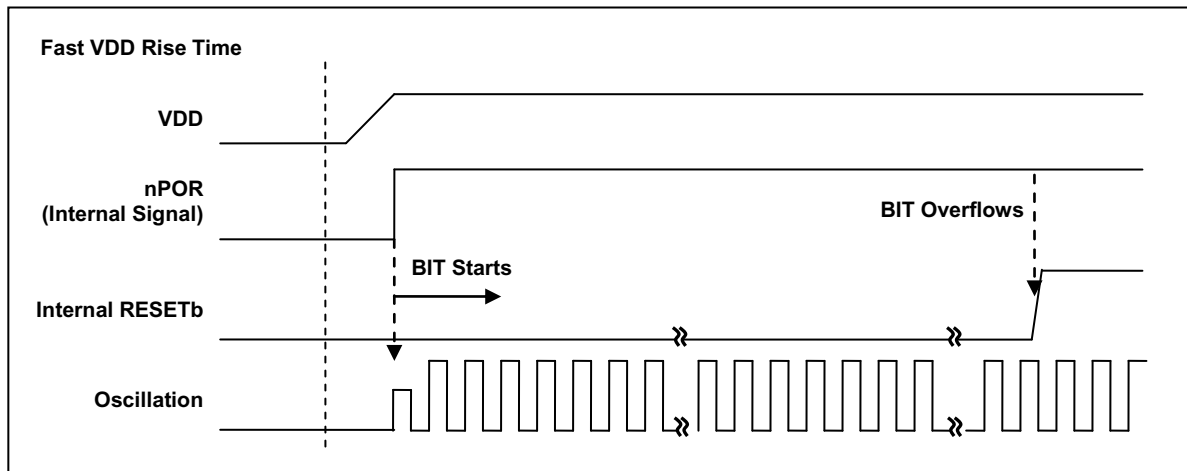 Fast VDD Rise Time
VDD
nPOR
(Internal Signal)
BIT Overflows
BIT Starts
Internal RESETb
Oscillation